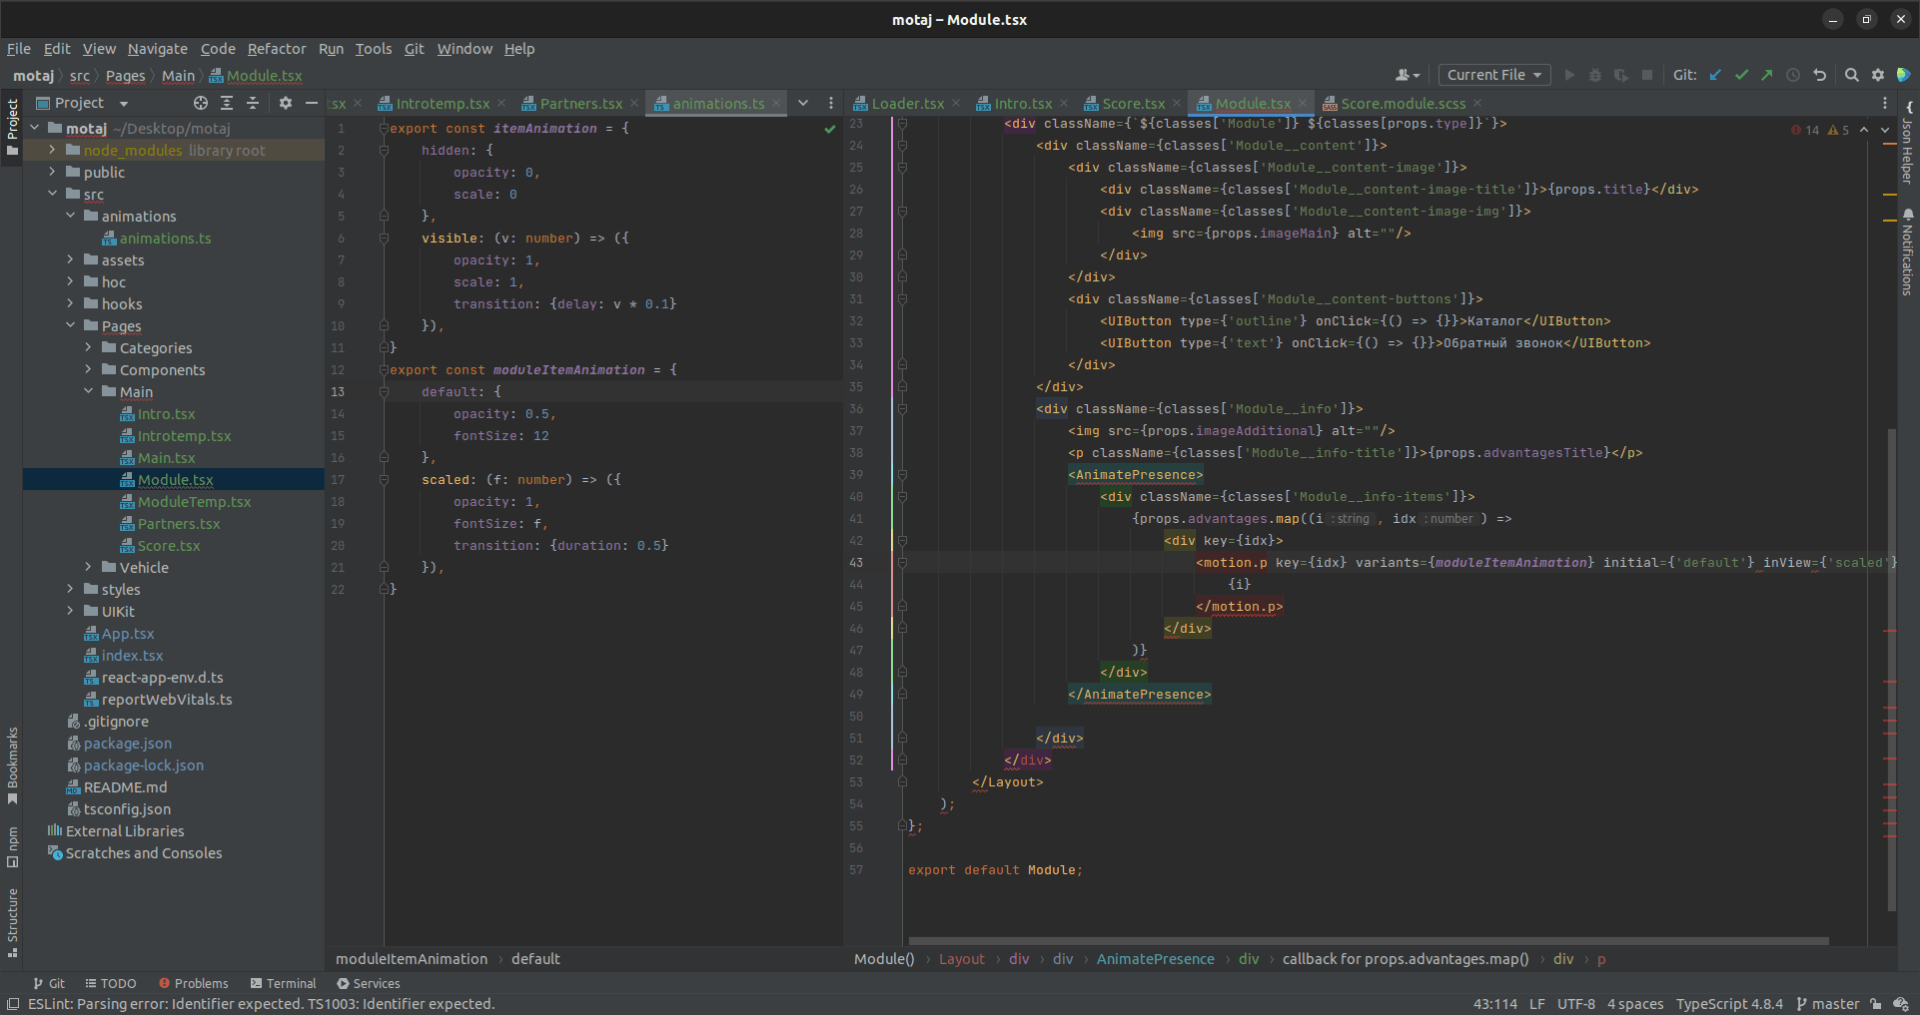 motaj – Module.tsx
File Edit View Navigate Code Refactor Run Tools Git Window Help
motaj src Pages Main Module.tsx
Current File
Git:
Project
sx
Introtemp.tsx
Partners.tsx
animations.ts
Loader.tsx
Intro.tsx
Score.tsx
Module.tsx
Score.module.scss
Project
Bookmarks
npm
Structure
motaj ~/Desktop/motaj
node_modules library root
public
src
animations
animations.ts
assets
hoc
hooks
Pages
Categories
Components
Main
Intro.tsx
Introtemp.tsx
Main.tsx
Module.tsx
ModuleTemp.tsx
Partners.tsx
Score.tsx
Vehicle
styles
UIKit
App.tsx
index.tsx
react-app-env.d.ts
reportWebVitals.ts
.gitignore
package.json
package-lock.json
README.md
tsconfig.json
External Libraries
Scratches and Consoles
1 export const itemAnimation = {
2 hidden: {
3 opacity: 0,
4 scale: 0
5 },
6 visible: (v: number) => ({
7 opacity: 1,
8 scale: 1,
9 transition: {delay: v * 0.1}
10 }),
11 }
12 export const moduleItemAnimation = {
13 default: {
14 opacity: 0.5,
15 fontSize: 12
16 },
17 scaled: (f: number) => ({
18 opacity: 1,
19 fontSize: f,
20 transition: {duration: 0.5}
21 }),
22 }
moduleItemAnimation default
14 5
23 <div className={`${classes['Module']} ${classes[props.type]}`}>
24 <div className={classes['Module__content']}>
25 <div className={classes['Module__content-image']}>
26 <div className={classes['Module__content-image-title']}>{props.title}</div>
27 <div className={classes['Module__content-image-img']}>
28 <img src={props.imageMain} alt=""/>
29 </div>
30 </div>
31 <div className={classes['Module__content-buttons']}>
32 <UIButton type={'outline'} onClick={() => {}}>Каталог</UIButton>
33 <UIButton type={'text'} onClick={() => {}}>Обратный звонок</UIButton>
34 </div>
35 </div>
36 <div className={classes['Module__info']}>
37 <img src={props.imageAdditional} alt=""/>
38 <p className={classes['Module__info-title']}>{props.advantagesTitle}</p>
39 <AnimatePresence>
40 <div className={classes['Module__info-items']}>
41 {props.advantages.map((i : string , idx : number ) =>
42 <div key={idx}>
43 <motion.p key={idx} variants={moduleItemAnimation} initial={'default'} inView={'scaled'}
44 {i}
45 </motion.p>
46 </div>
47 )}
48 </div>
49 </AnimatePresence>
50
51 </div>
52 </div>
53 </Layout>
54 );
55 };
56
57 export default Module;
Module() Layout div div AnimatePresence div callback for props.advantages.map() div p
Json Helper
Notifications
Git TODO Problems Terminal Services
ESLint: Parsing error: Identifier expected. TS1003: Identifier expected.
43:114 LF UTF-8 4 spaces TypeScript 4.8.4 master